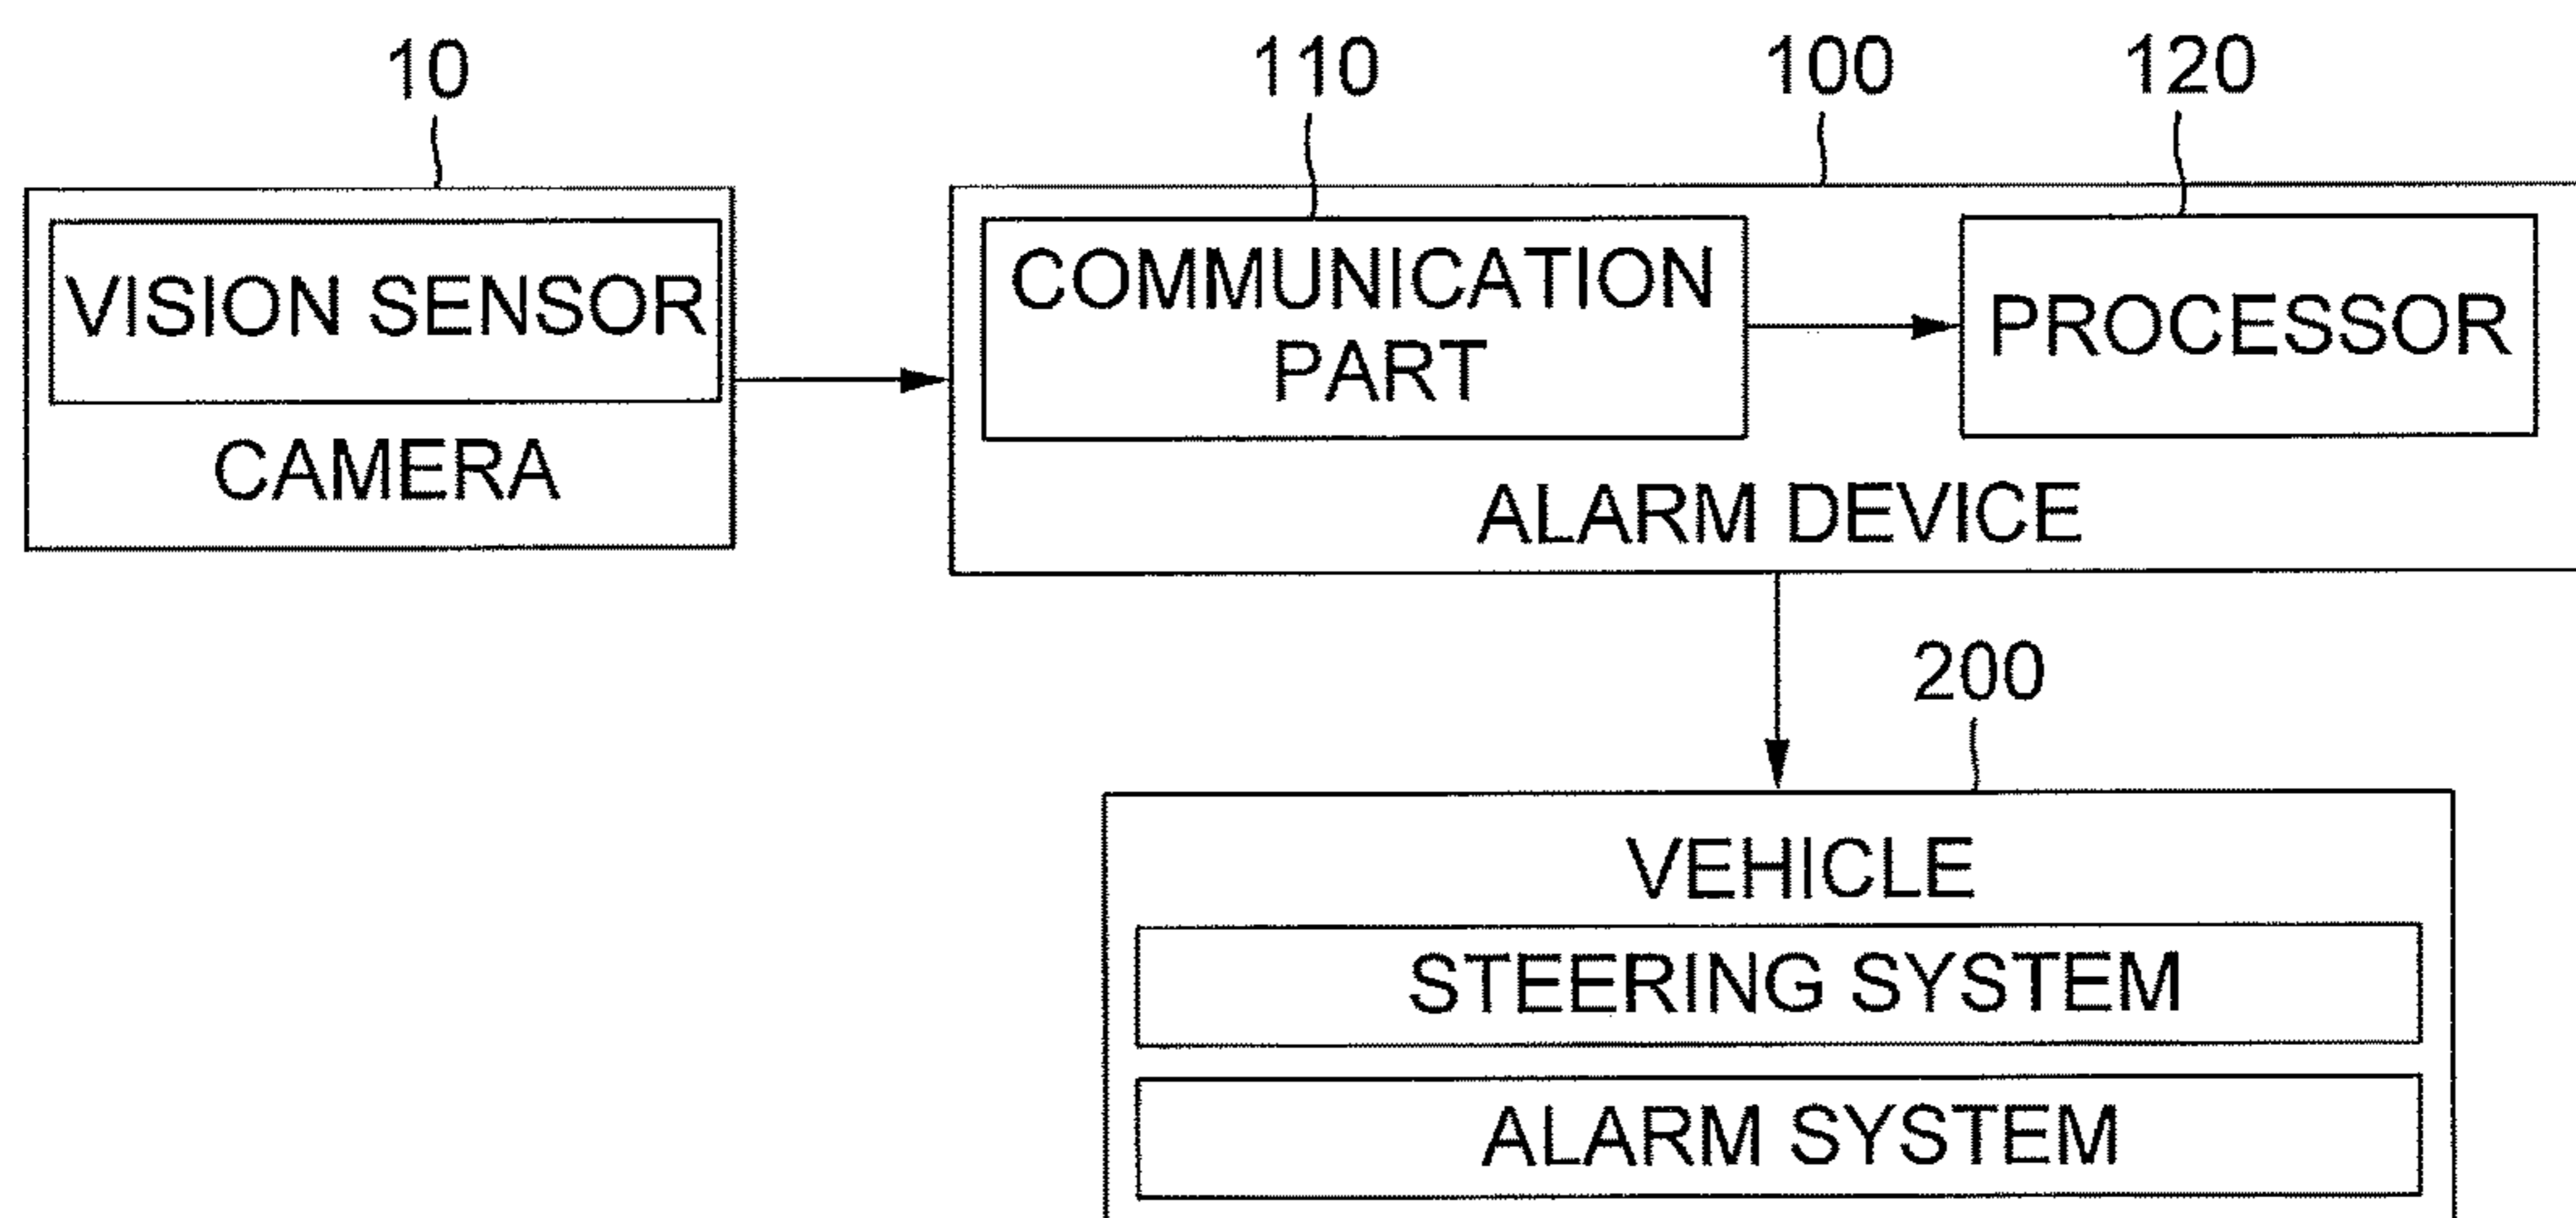 10
110
100
120
VISION SENSOR
CAMERA
COMMUNICATION
PART
PROCESSOR
ALARM DEVICE
200
VEHICLE
STEERING SYSTEM
ALARM SYSTEM